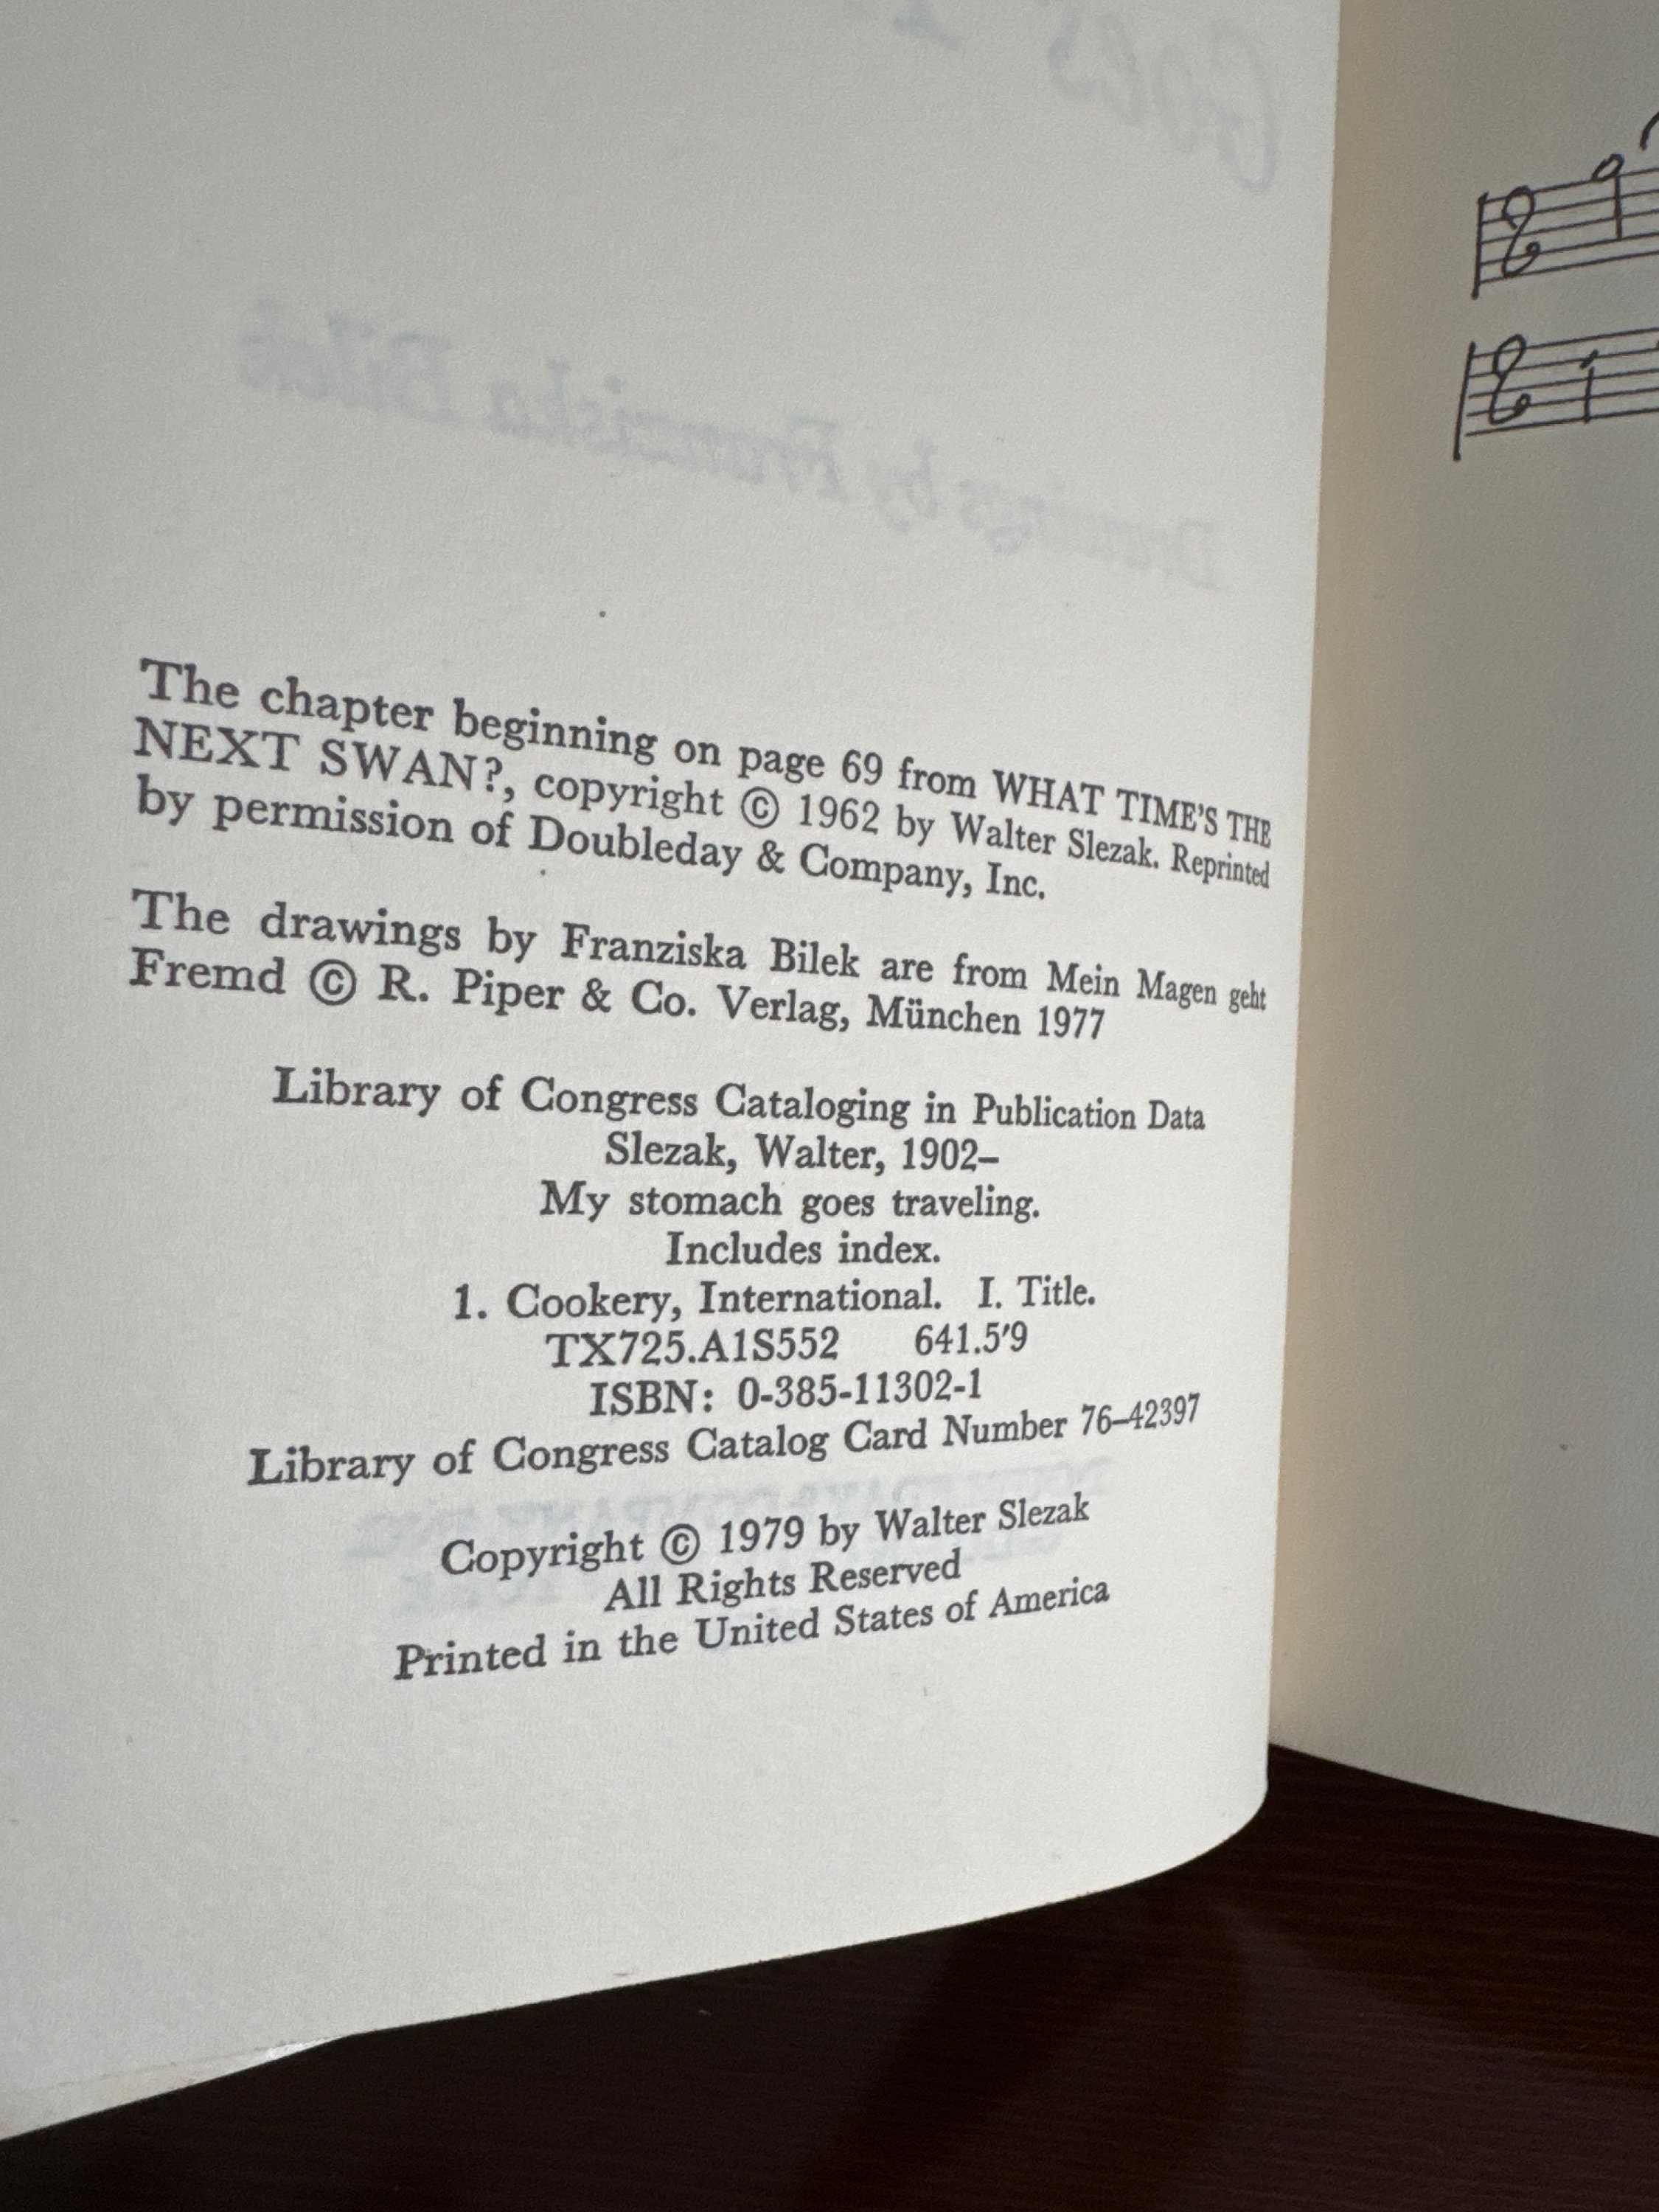 The chapter beginning on page 69 from WHAT TIME'S THE
NEXT SWAN?, copyright © 1962 by Walter Slezak. Reprinted
by permission of Doubleday & Company, Inc.
The drawings by Franziska Bilek are from Mein Magen geht
Fremd © R. Piper & Co. Verlag, München 1977
Library of Congress Cataloging in Publication Data
Slezak, Walter, 1902–
My stomach goes traveling.
Includes index.
1. Cookery, International. I. Title.
TX725.A1S552 641.5′9
ISBN: 0-385-11302-1
Library of Congress Catalog Card Number 76–42397
Copyright © 1979 by Walter Slezak
All Rights Reserved
Printed in the United States of America